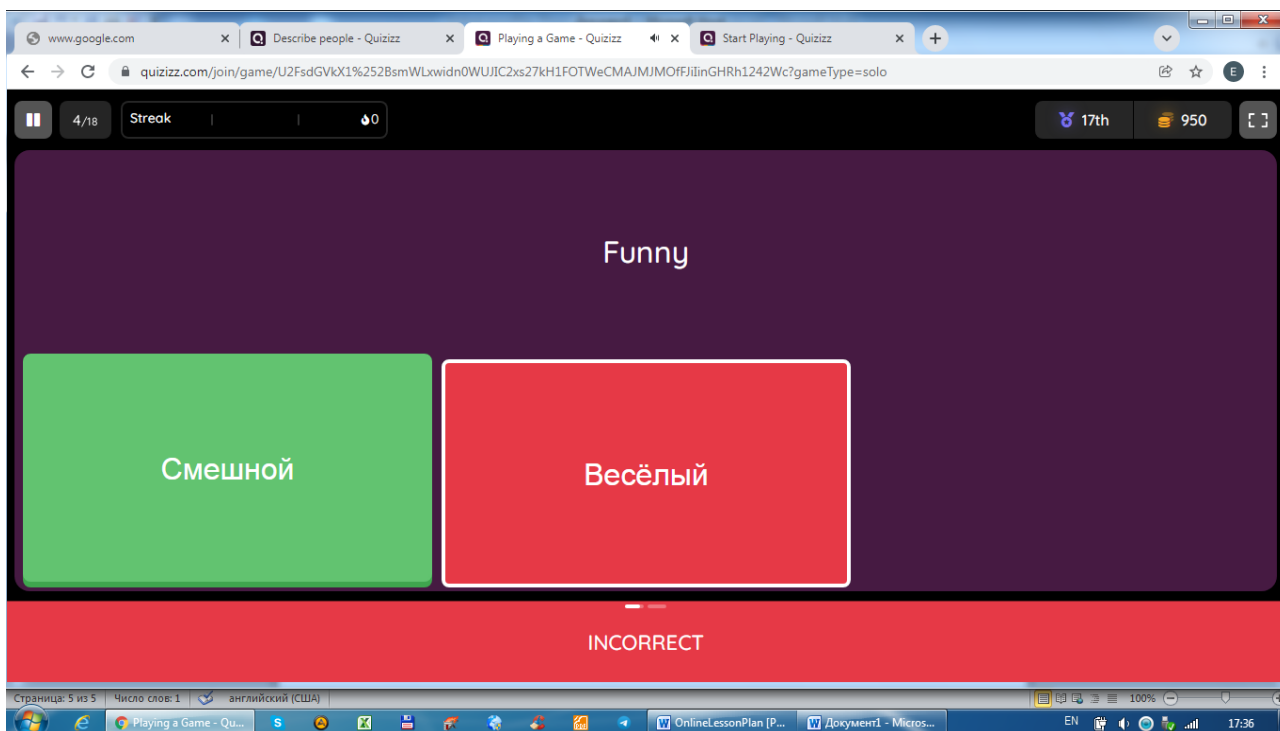 www.google.com
Describe people - Quizizz
Playing a Game - Quizizz
Start Playing - Quizizz
quizizz.com/join/game/U2FsdGVkX1%252BsmWLxwidn0WUJIC2xs27kH1FOTWeCMAJMJMOfFJiIinGHRh1242Wc?gameType=solo
E
4/18
Streak
0
17th
950
Funny
Смешной
Весёлый
INCORRECT
Страница: 5 из 5
Число слов: 1
английский (США)
100%
Playing a Game - Qu...
OnlineLessonPlan [P...
Документ1 - Micros...
EN
17:36